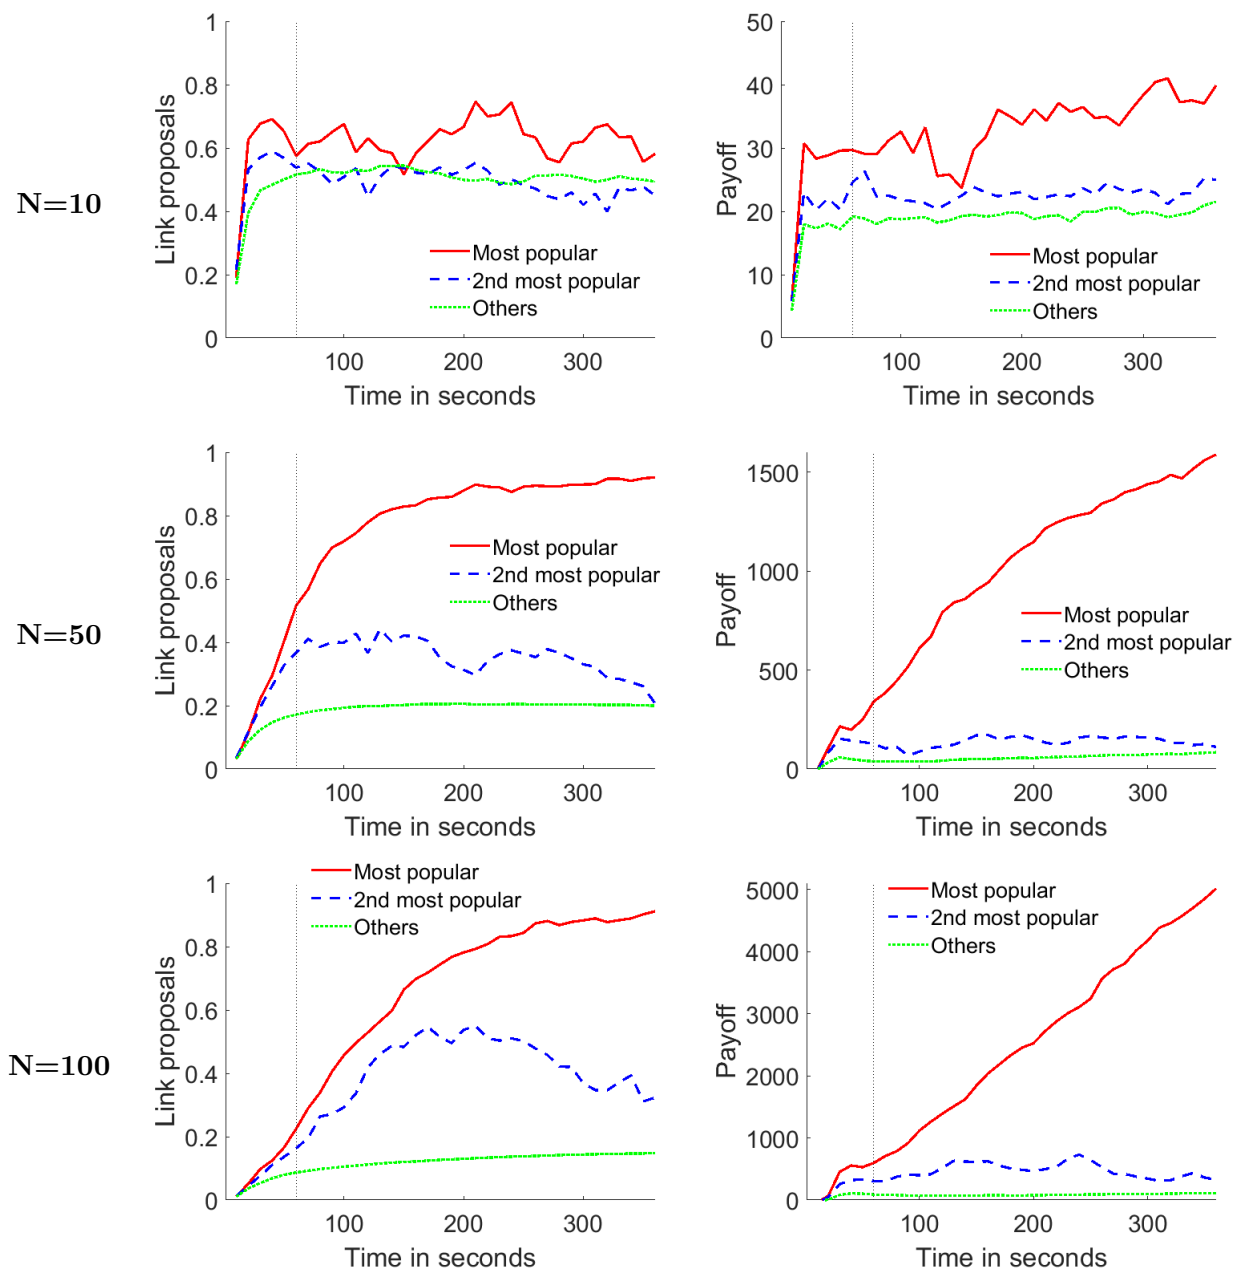 N=10
Link proposals
1
0.8
0.6
0.4
0.2
0
100
200
300
Time in seconds
Most popular
2nd most popular
Others
Payoff
50
40
30
20
10
0
100
200
300
Time in seconds
Most popular
2nd most popular
Others
N=50
Link proposals
1
0.8
0.6
0.4
0.2
0
100
200
300
Time in seconds
Most popular
2nd most popular
Others
Payoff
1500
1000
500
0
100
200
300
Time in seconds
Most popular
2nd most popular
Others
N=100
Link proposals
1
0.8
0.6
0.4
0.2
0
100
200
300
Time in seconds
Most popular
2nd most popular
Others
Payoff
5000
4000
3000
2000
1000
0
100
200
300
Time in seconds
Most popular
2nd most popular
Others